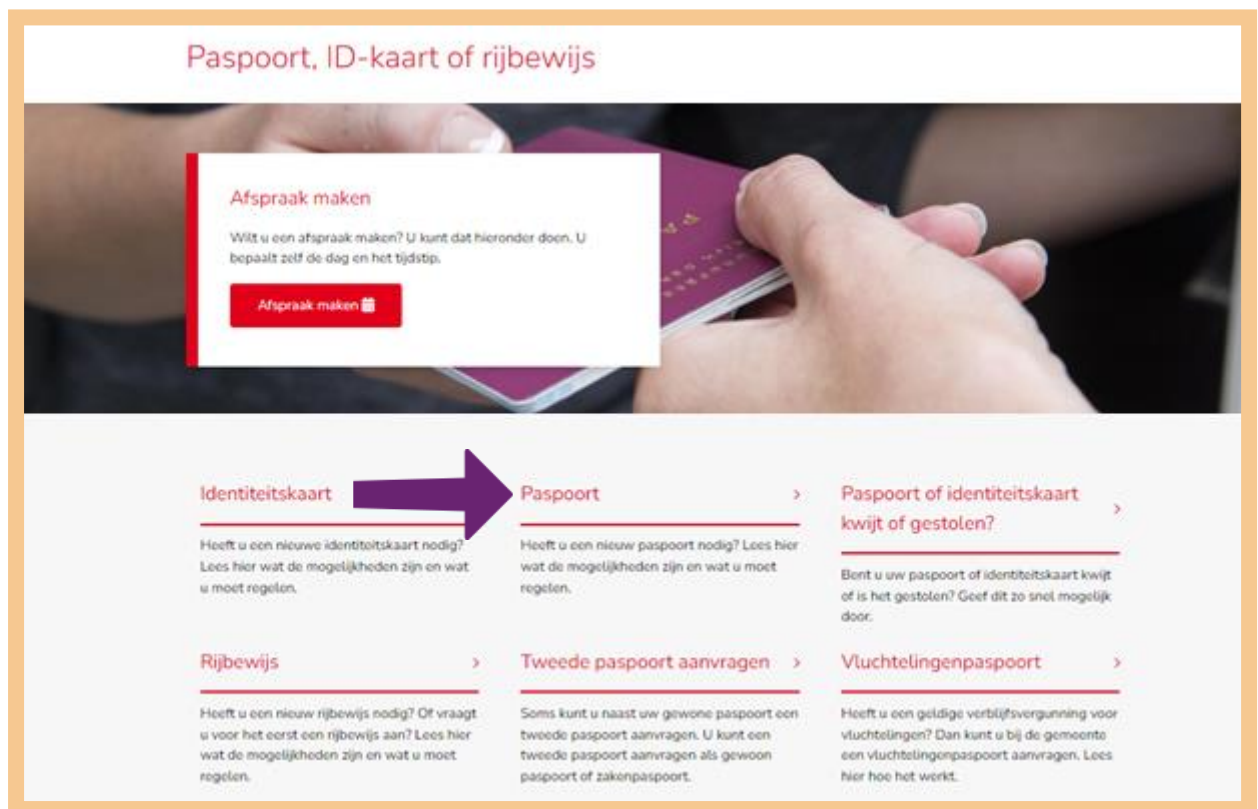 Paspoort, ID-kaart of rijbewijs
Afspraak maken
Wilt u een afspraak maken? U kunt dat hieronder doen. U
bepaalt zelf de dag en het tijdstip.
Afspraak maken
Identiteitskaart
Heeft u een nieuwe identiteitskaart nodig?
Lees hier wat de mogelijkheden zijn en wat
u moet regelen.
Paspoort
Heeft u een nieuw paspoort nodig? Lees hier
wat de mogelijkheden zijn en wat u moet
regelen.
Paspoort of identiteitskaart
kwijt of gestolen?
Bent u uw paspoort of identiteitskaart kwijt
of is het gestolen? Geef dit zo snel mogelijk
door.
Rijbewijs
Heeft u een nieuw rijbewijs nodig? Of vraagt
u voor het eerst een rijbewijs aan? Lees hier
wat de mogelijkheden zijn en wat u moet
regelen.
Tweede paspoort aanvragen
Soms kunt u naast uw gewone paspoort een
tweede paspoort aanvragen. U kunt een
tweede paspoort aanvragen als gewoon
paspoort of zakenpaspoort.
Vluchtelingenpaspoort
Heeft u een geldige verblijfsvergunning voor
vluchtelingen? Dan kunt u bij de gemeente
een vluchtelingenpaspoort aanvragen. Lees
hier hoe het werkt.